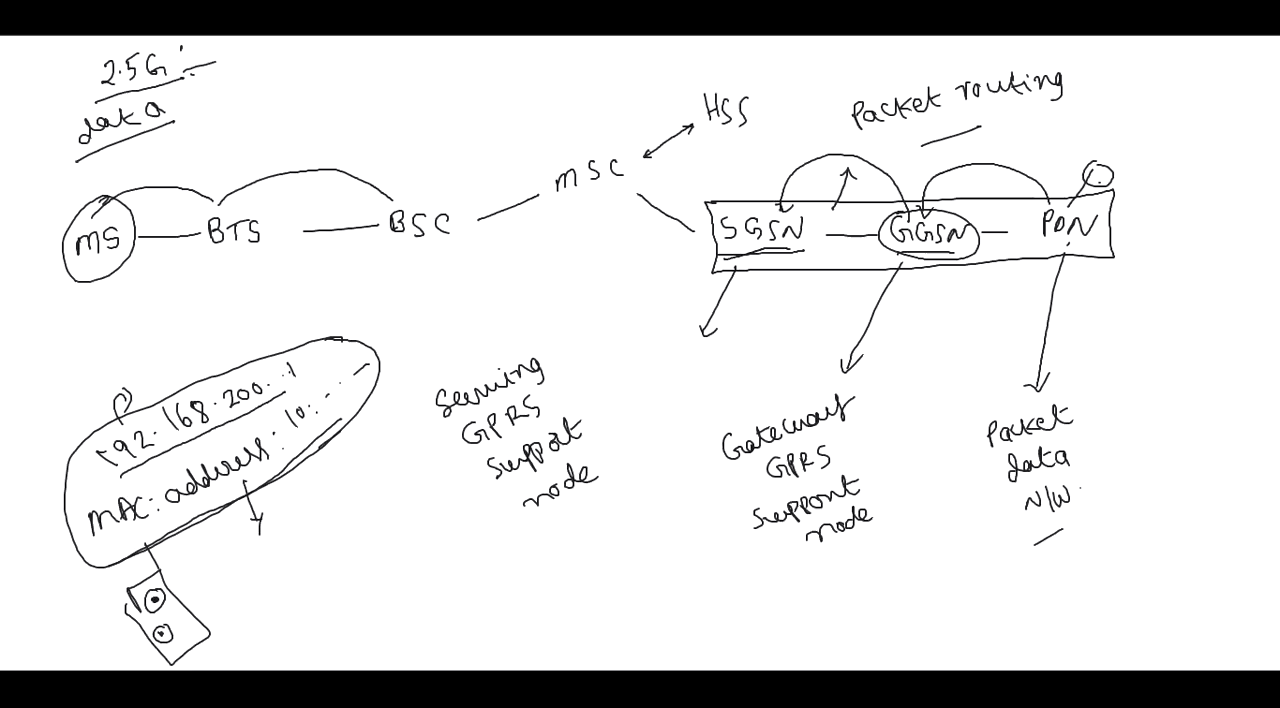 2.5G :-
data
HSS
Packet routing
MS
BTS
BSC
MSC
SGSN
GGSN
PDN
192.168.200..1
MAC: address: 10:..
Serving
GPRS
support
node
Gateway
GPRS
Support
node
Packet
data
N/W.